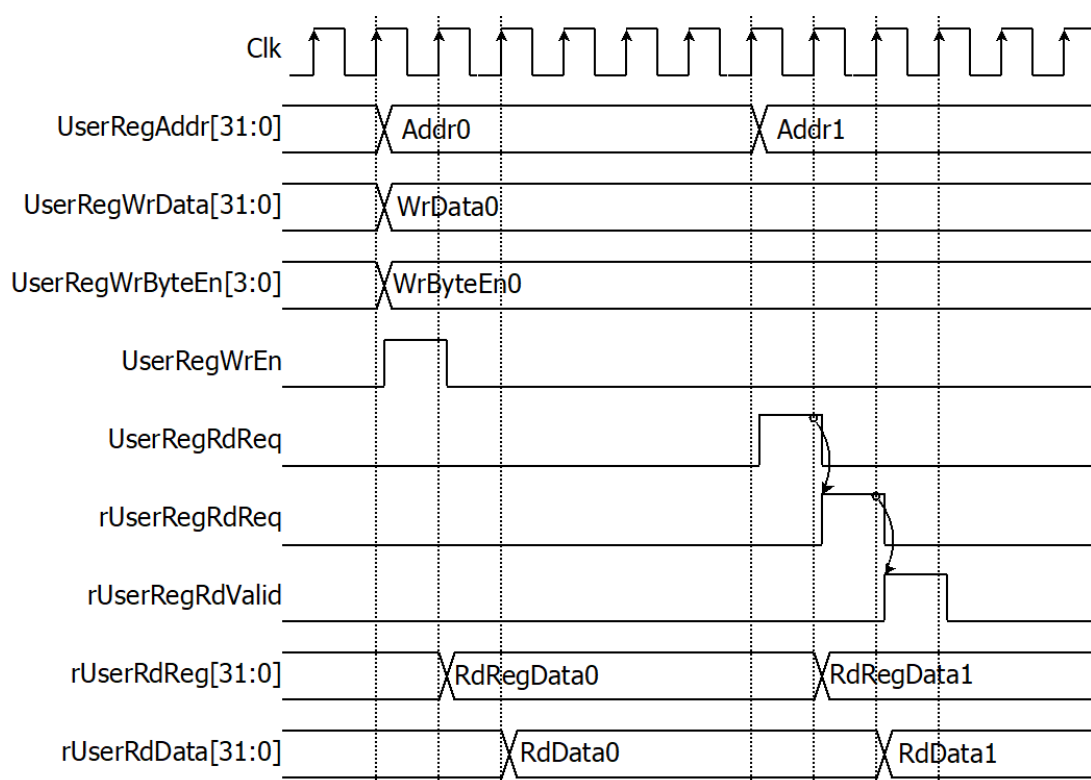 Clk
UserRegAddr[31:0] Addr0 Addr1
UserRegWrData[31:0] WrData0
UserRegWrByteEn[3:0] WrByteEn0
UserRegWrEn
UserRegRdReq
rUserRegRdReq
rUserRegRdValid
rUserRdReg[31:0] RdRegData0 RdRegData1
rUserRdData[31:0] RdData0 RdData1